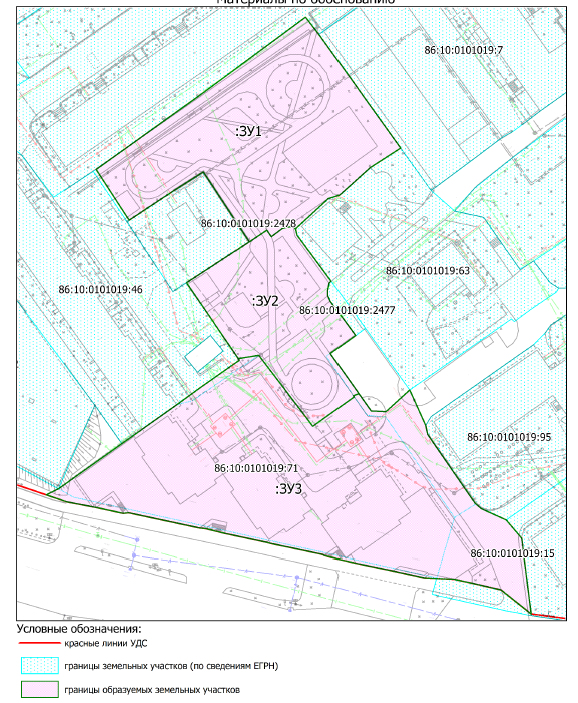 Материалы по обоснованию
86:10:0101019:7
:ЗУ1
86:10:0101019:2478
86:10:0101019:63
86:10:0101019:46
:ЗУ2
86:10:0101019:2477
86:10:0101019:95
86:10:0101019:71
:ЗУ3
86:10:0101019:15
Условные обозначения:
красные линии УДС
границы земельных участков (по сведениям ЕГРН)
границы образуемых земельных участков